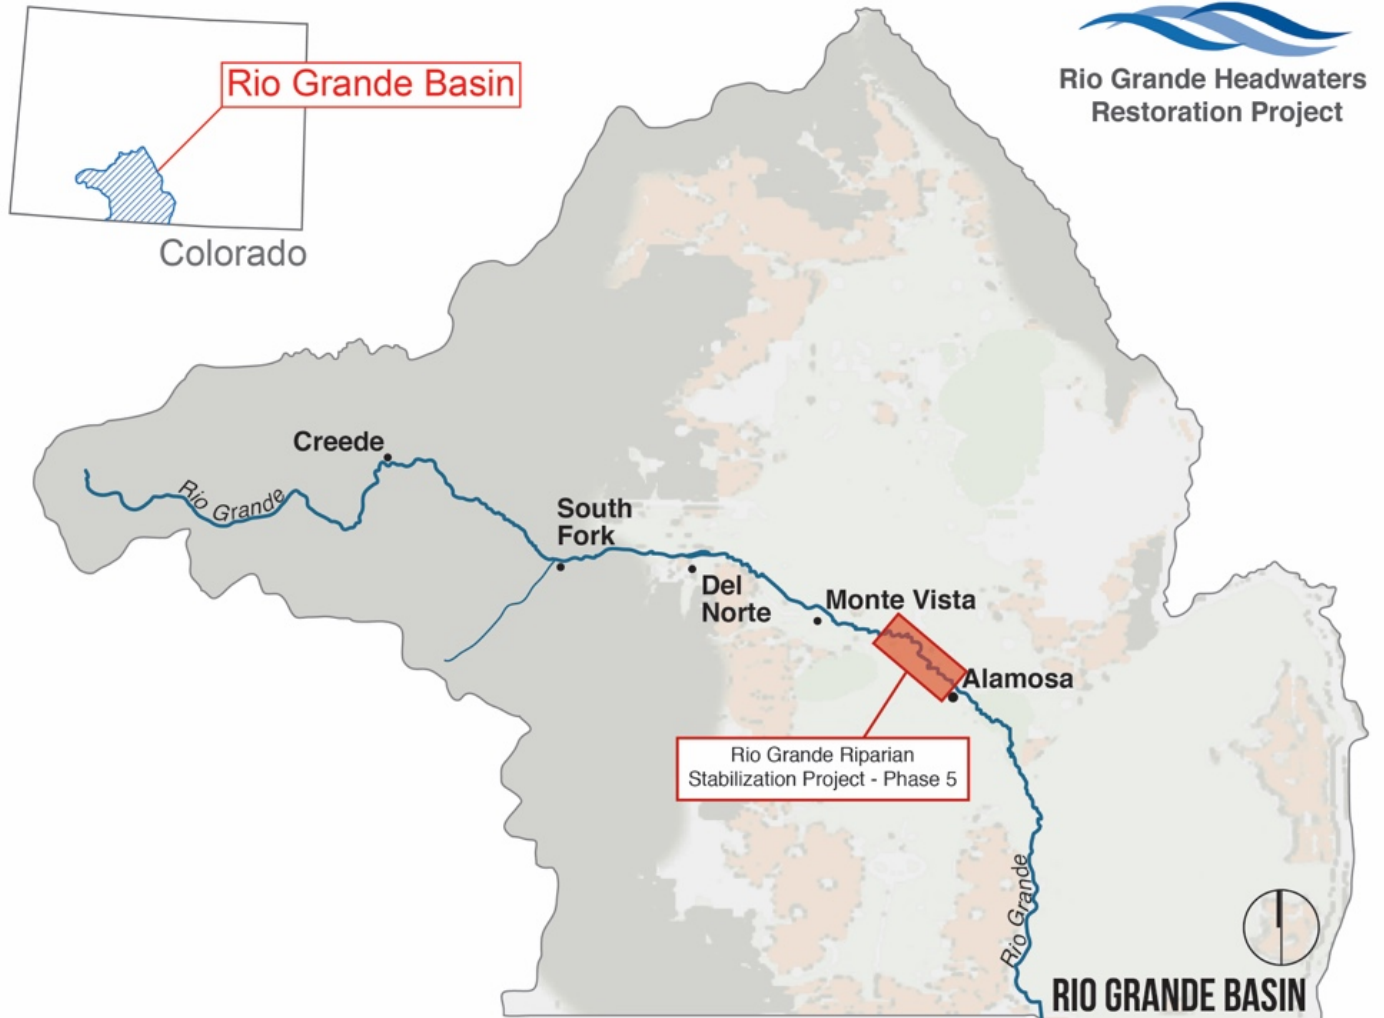 Rio Grande Basin
Colorado
Rio Grande Headwaters
Restoration Project
Creede
Rio Grande
South
Fork
Del
Norte
Monte Vista
Alamosa
Rio Grande Riparian
Stabilization Project - Phase 5
Rio Grande
RIO GRANDE BASIN